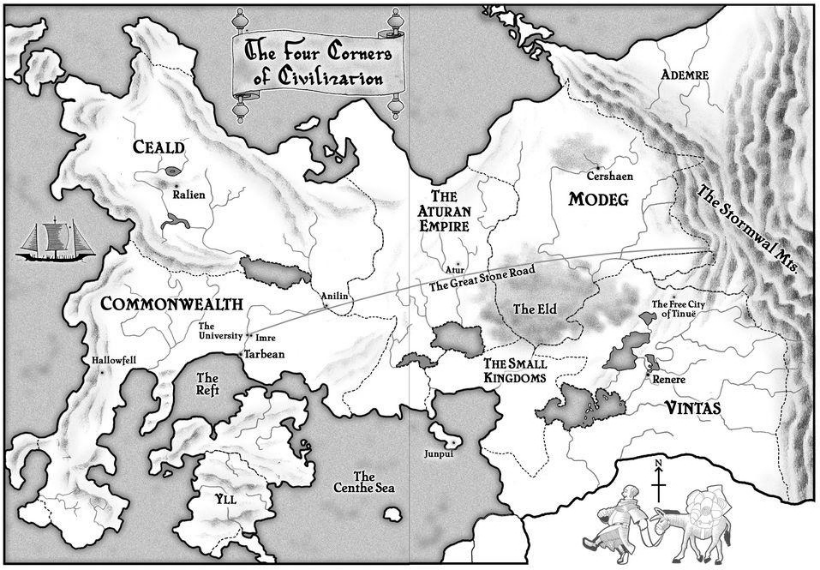 The Four Corners
of Civilization
ADEMRE
CEALD
Ralien
Cershaen
MODEG
THE
ATURAN
EMPIRE
The Stormwal Mts.
Atur
The Great Stone Road
COMMONWEALTH
Anilin
The Eld
The Free City
of Tinuë
The
University
Imre
Tarbean
Hallowfell
The
Reft
THE SMALL
KINGDOMS
Renere
VINTAS
Junpui
The
Centhe Sea
YLL
N